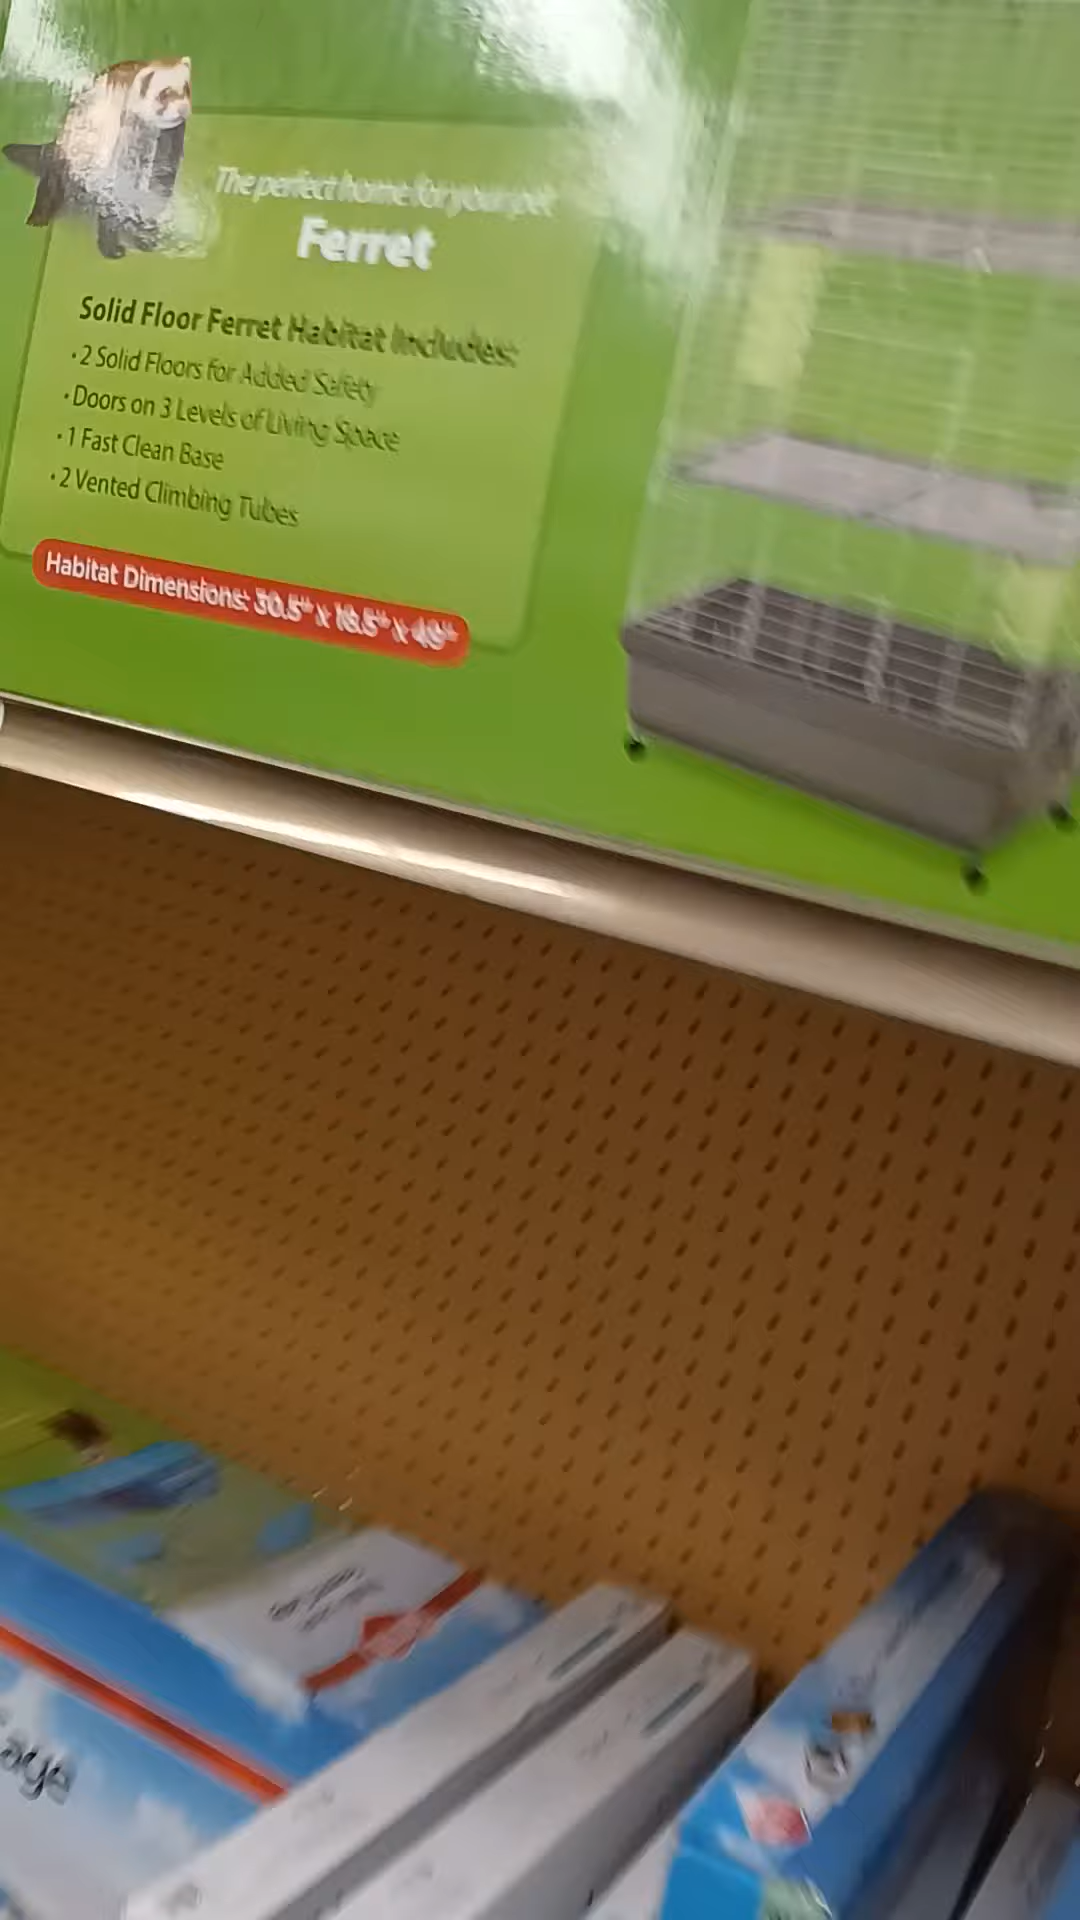 The perfect home for your pet
Ferret
Solid Floor Ferret Habitat Includes:
• 2 Solid Floors for Added Safety
• Doors on 3 Levels of Living Space
• 1 Fast Clean Base
• 2 Vented Climbing Tubes
Habitat Dimensions: 30.5" x 18.5" x 49"
age